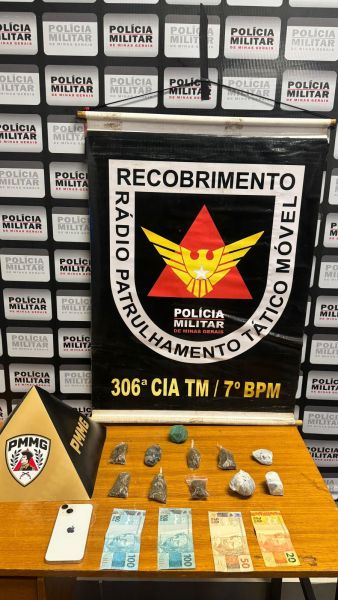 POLÍCIA
MILITAR
DE MINAS GERAIS
RECOBRIMENTO
RÁDIO PATRULHAMENTO TÁTICO MÓVEL
POLÍCIA
MILITAR
DE MINAS GERAIS
306ª CIA TM / 7º BPM
PMMG
PMMG
100
100
50
20